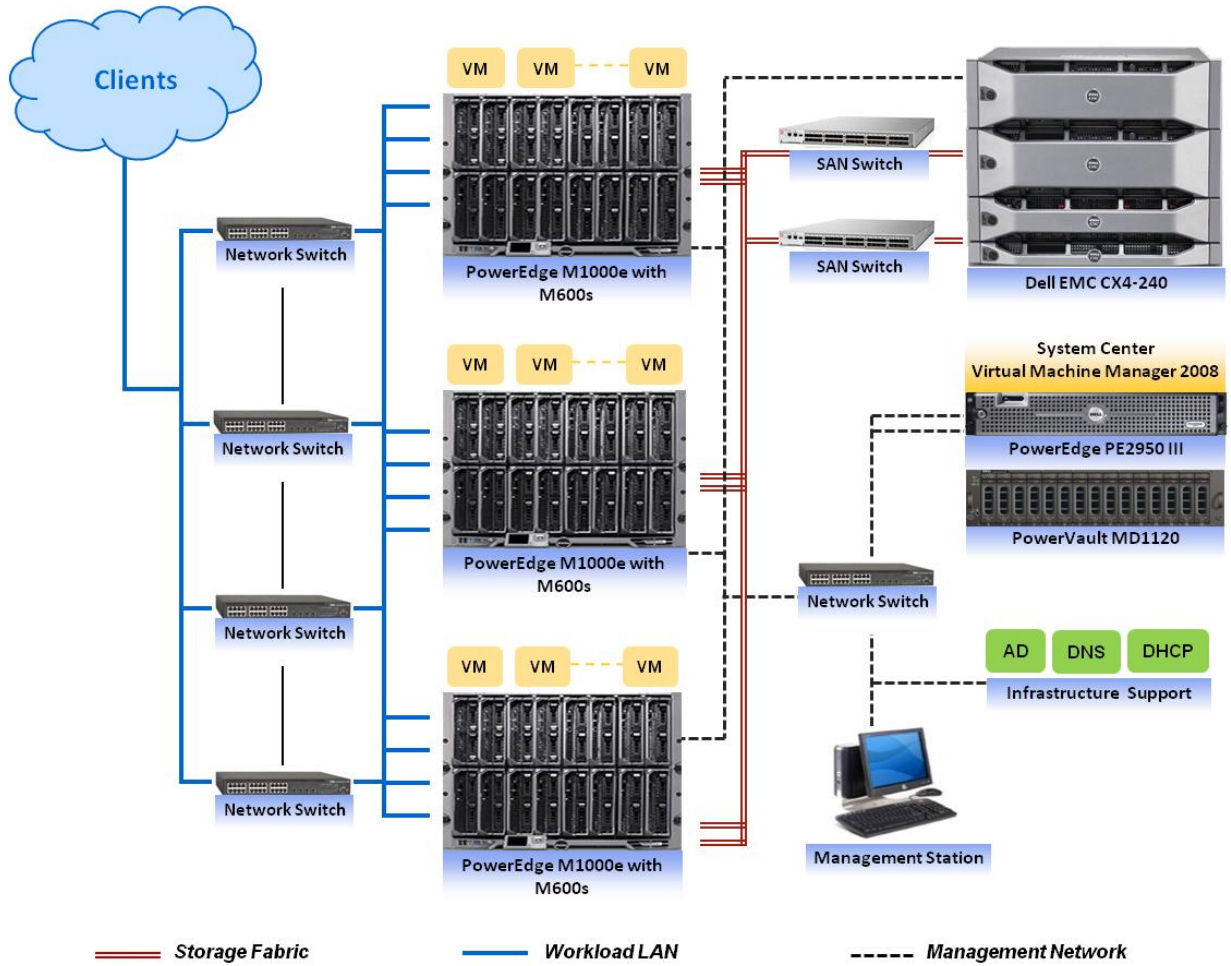 Clients
VM
VM
VM
PowerEdge M1000e with
M600s
SAN Switch
SAN Switch
Dell EMC CX4-240
Network Switch
VM
VM
VM
PowerEdge M1000e with
M600s
Network Switch
System Center
Virtual Machine Manager 2008
PowerEdge PE2950 III
PowerVault MD1120
Network Switch
Network Switch
VM
VM
VM
PowerEdge M1000e with
M600s
Network Switch
AD
DNS
DHCP
Infrastructure Support
Management Station
Storage Fabric
Workload LAN
Management Network